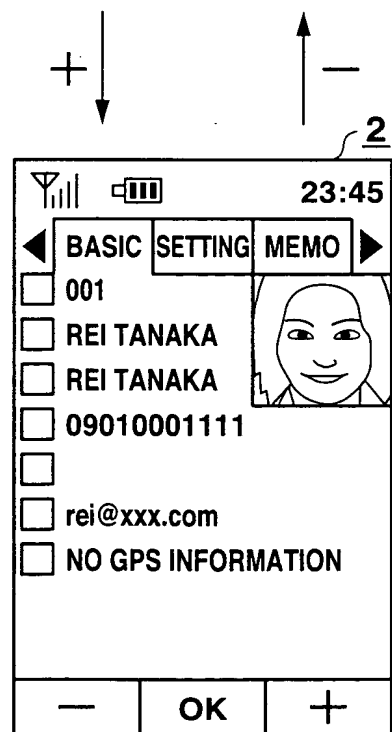 + −
2
23:45
BASIC SETTING MEMO
001
REI TANAKA
REI TANAKA
09010001111
rei@xxx.com
NO GPS INFORMATION
− OK +